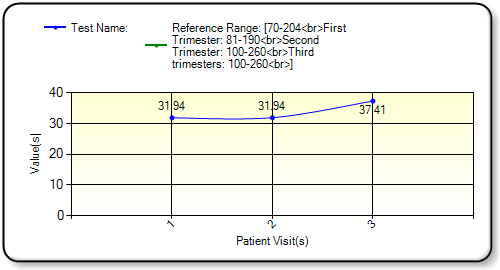 Test Name:
Reference Range: [70-204<br>First
Trimester: 81-190<br>Second
Trimester: 100-260<br>Third
trimesters: 100-260<br>]
40
30
20
10
0
Value(s)
31.94
31.94
37.41
1
2
3
Patient Visit(s)